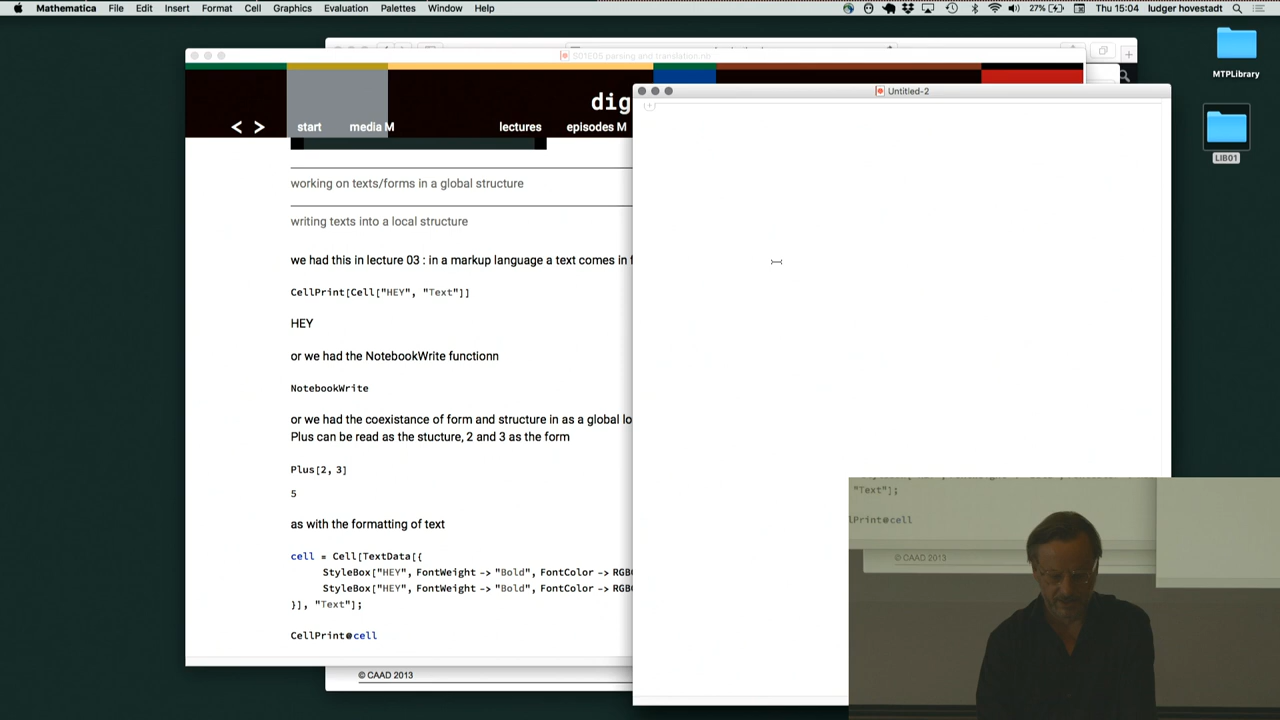 Mathematica File Edit Insert Format Cell Graphics Evaluation Palettes Window Help 27% Thu 15:04 ludger hovestadt
S01E05 parsing and translation.nb
Untitled-2
MTPLibrary
LIB01
dig
< > start media M lectures episodes M
working on texts/forms in a global structure
writing texts into a local structure
we had this in lecture 03 : in a markup language a text comes in f
CellPrint[Cell["HEY", "Text"]]
HEY
or we had the NotebookWrite functionn
NotebookWrite
or we had the coexistance of form and structure in as a global lo
Plus can be read as the stucture, 2 and 3 as the form
Plus[2, 3]
5
as with the formatting of text
cell = Cell[TextData[{
StyleBox["HEY", FontWeight -> "Bold", FontColor -> RGB
StyleBox["HEY", FontWeight -> "Bold", FontColor -> RGB
}], "Text"];
CellPrint@cell
© CAAD 2013
"Text"];
lPrint@cell
© CAAD 2013